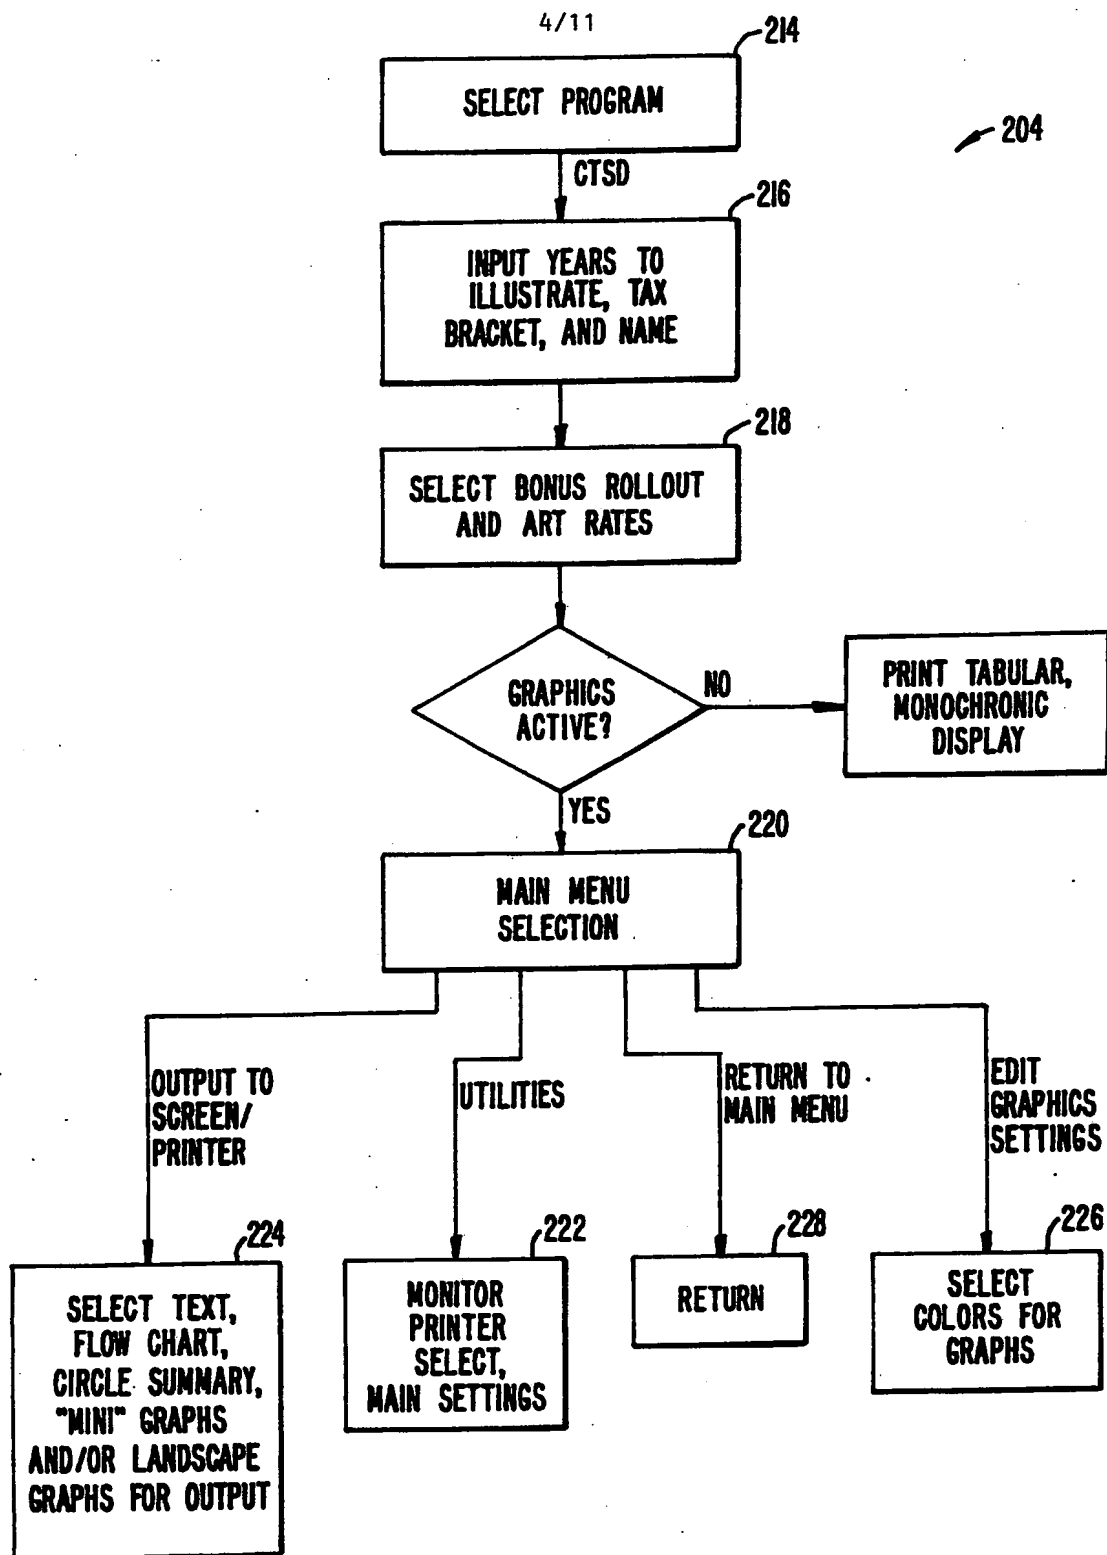 4/11
214
SELECT PROGRAM
204
CTSD
216
INPUT YEARS TO
ILLUSTRATE, TAX
BRACKET, AND NAME
218
SELECT BONUS ROLLOUT
AND ART RATES
GRAPHICS
ACTIVE?
NO
PRINT TABULAR,
MONOCHRONIC
DISPLAY
YES
220
MAIN MENU
SELECTION
OUTPUT TO
SCREEN/
PRINTER
UTILITIES
RETURN TO
MAIN MENU
EDIT
GRAPHICS
SETTINGS
224
SELECT TEXT,
FLOW CHART,
CIRCLE SUMMARY,
"MINI" GRAPHS
AND/OR LANDSCAPE
GRAPHS FOR OUTPUT
222
MONITOR
PRINTER
SELECT,
MAIN SETTINGS
228
RETURN
226
SELECT
COLORS FOR
GRAPHS